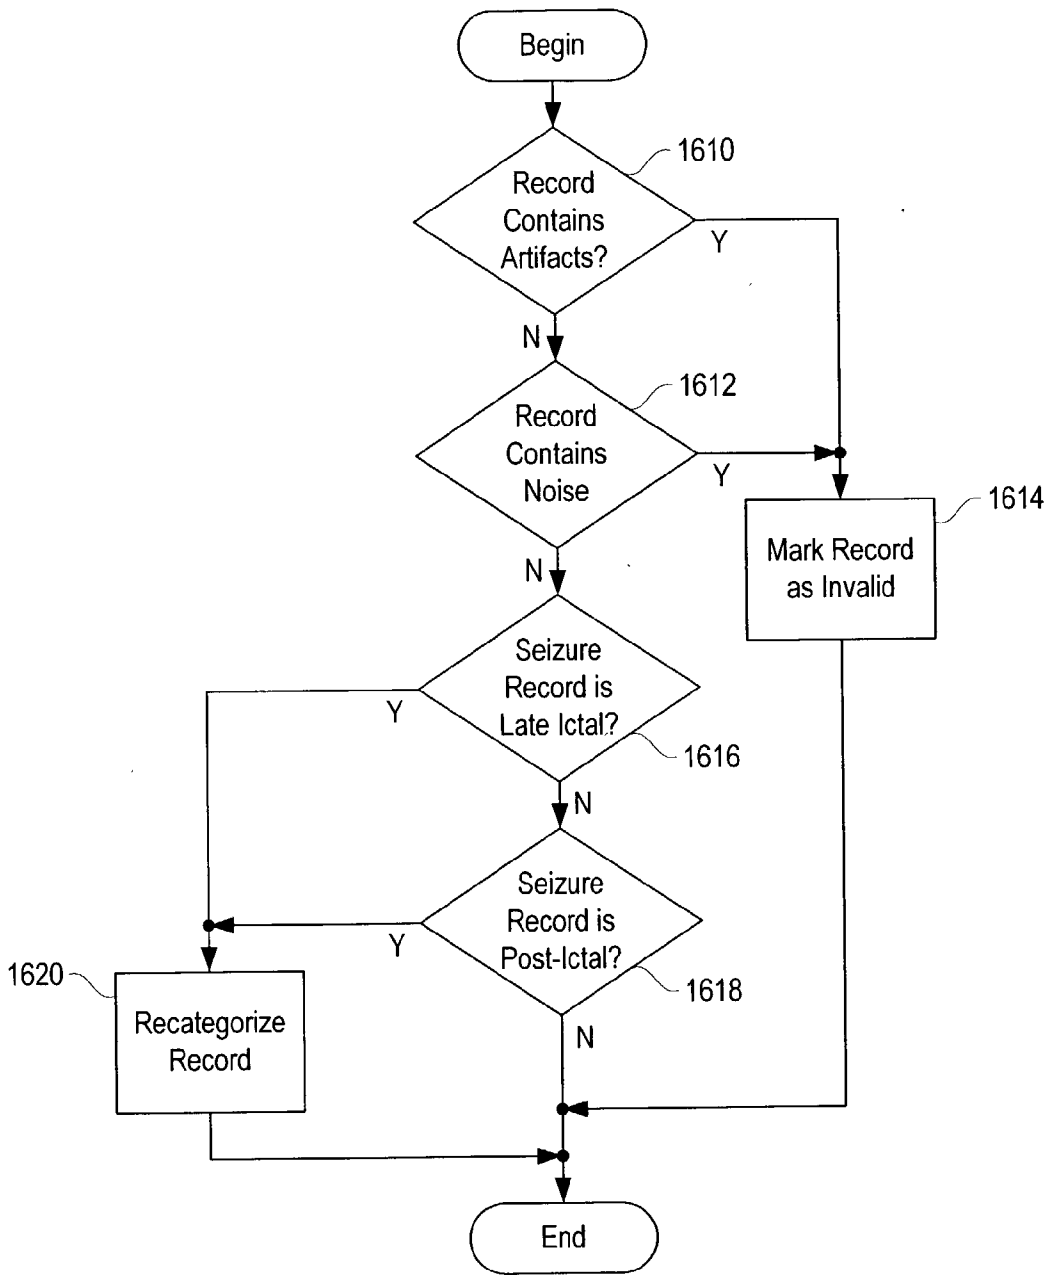 Begin
1610
Record
Contains
Artifacts?
Y
N
1612
Record
Contains
Noise
Y
1614
Mark Record
as Invalid
N
Seizure
Record is
Late Ictal?
Y
1616
N
Seizure
Record is
Post-Ictal?
Y
1618
1620
Recategorize
Record
N
End